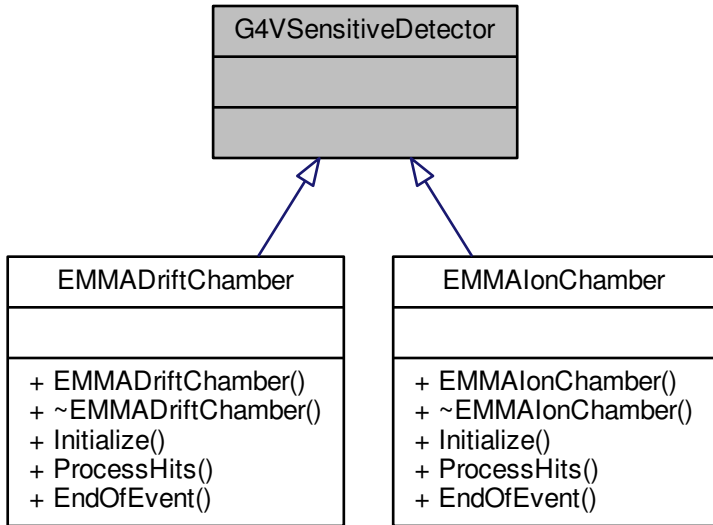 G4VSensitiveDetector
EMMADriftChamber
+ EMMADriftChamber()
+ ~EMMADriftChamber()
+ Initialize()
+ ProcessHits()
+ EndOfEvent()
EMMAIonChamber
+ EMMAIonChamber()
+ ~EMMAIonChamber()
+ Initialize()
+ ProcessHits()
+ EndOfEvent()